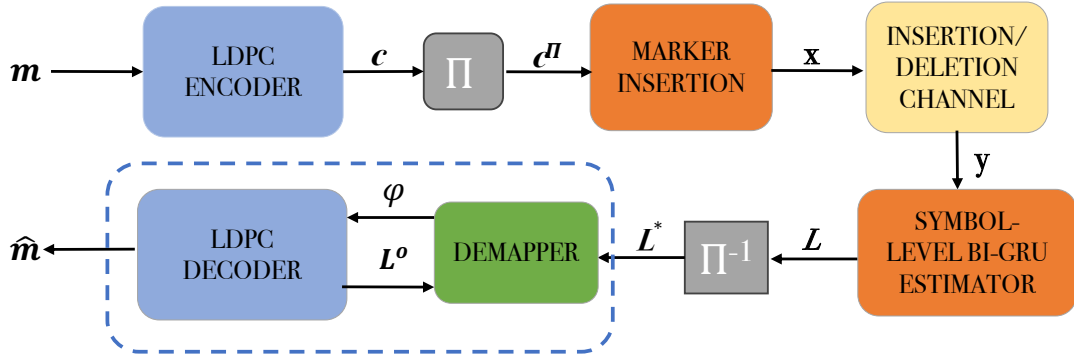 m
LDPC
ENCODER
c
Π
c^Π
MARKER
INSERTION
x
INSERTION/
DELETION
CHANNEL
y
m̂
LDPC
DECODER
φ
L^o
DEMAPPER
L^*
Π^-1
L
SYMBOL-
LEVEL BI-GRU
ESTIMATOR